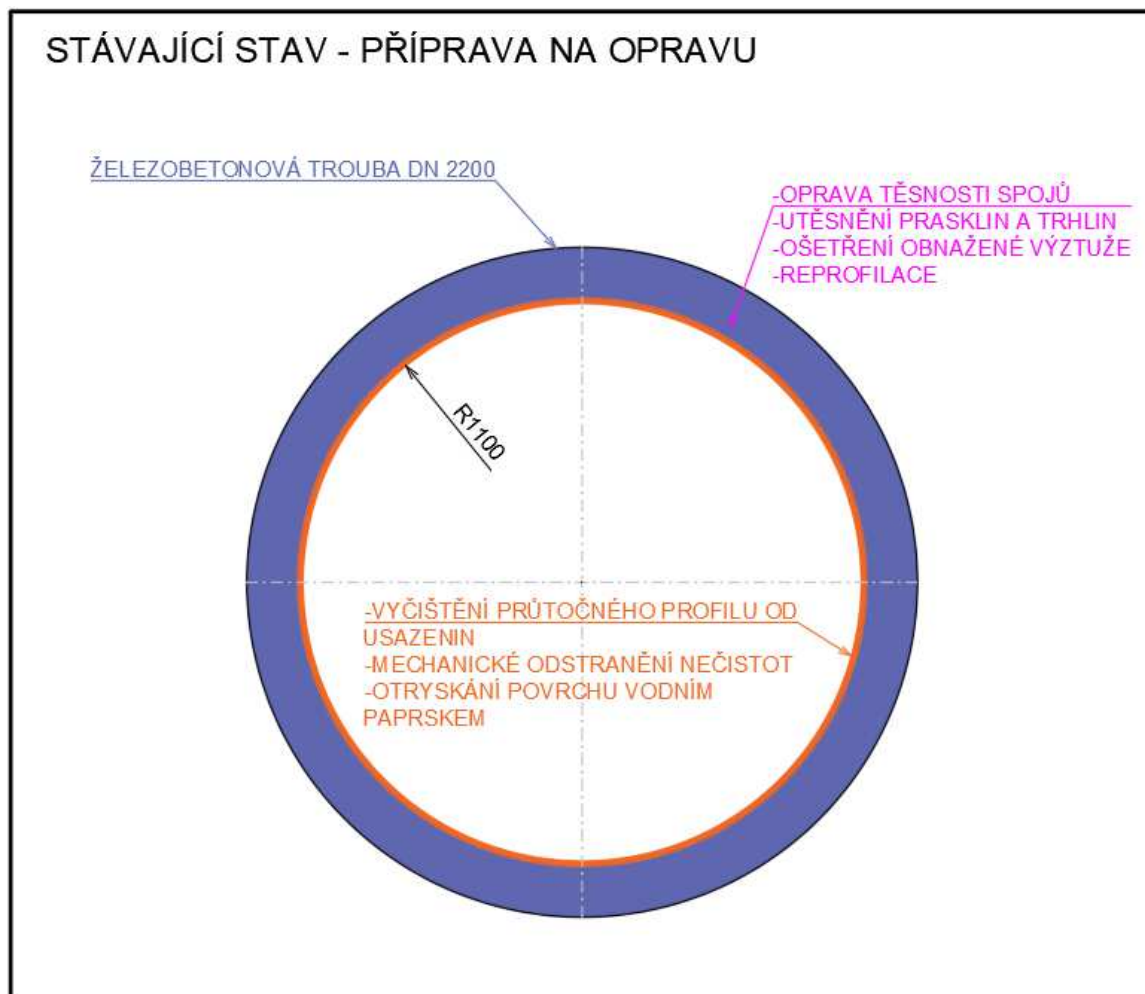 STÁVAJÍCÍ STAV - PŘÍPRAVA NA OPRAVU
ŽELEZOBETONOVÁ TROUBA DN 2200
-OPRAVA TĚSNOSTI SPOJŮ
-UTĚSNĚNÍ PRASKLIN A TRHLIN
-OŠETŘENÍ OBNAŽENÉ VÝZTUŽE
-REPROFILACE
R1100
-VYČIŠTĚNÍ PRŮTOČNÉHO PROFILU OD
USAZENIN
-MECHANICKÉ ODSTRANĚNÍ NEČISTOT
-OTRYSKÁNÍ POVRCHU VODNÍM
PAPRSKEM